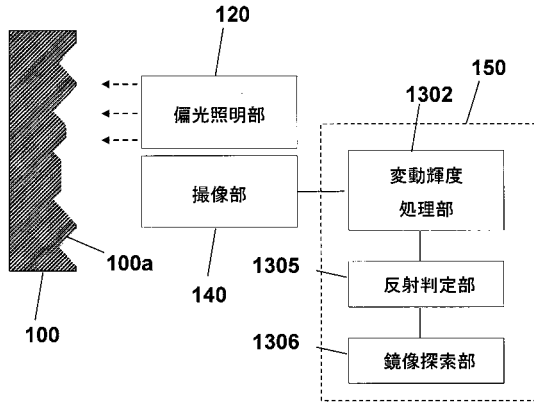 120
偏光照明部
150
1302
変動輝度
処理部
撮像部
100a
140
100
1305
反射判定部
1306
鏡像探索部